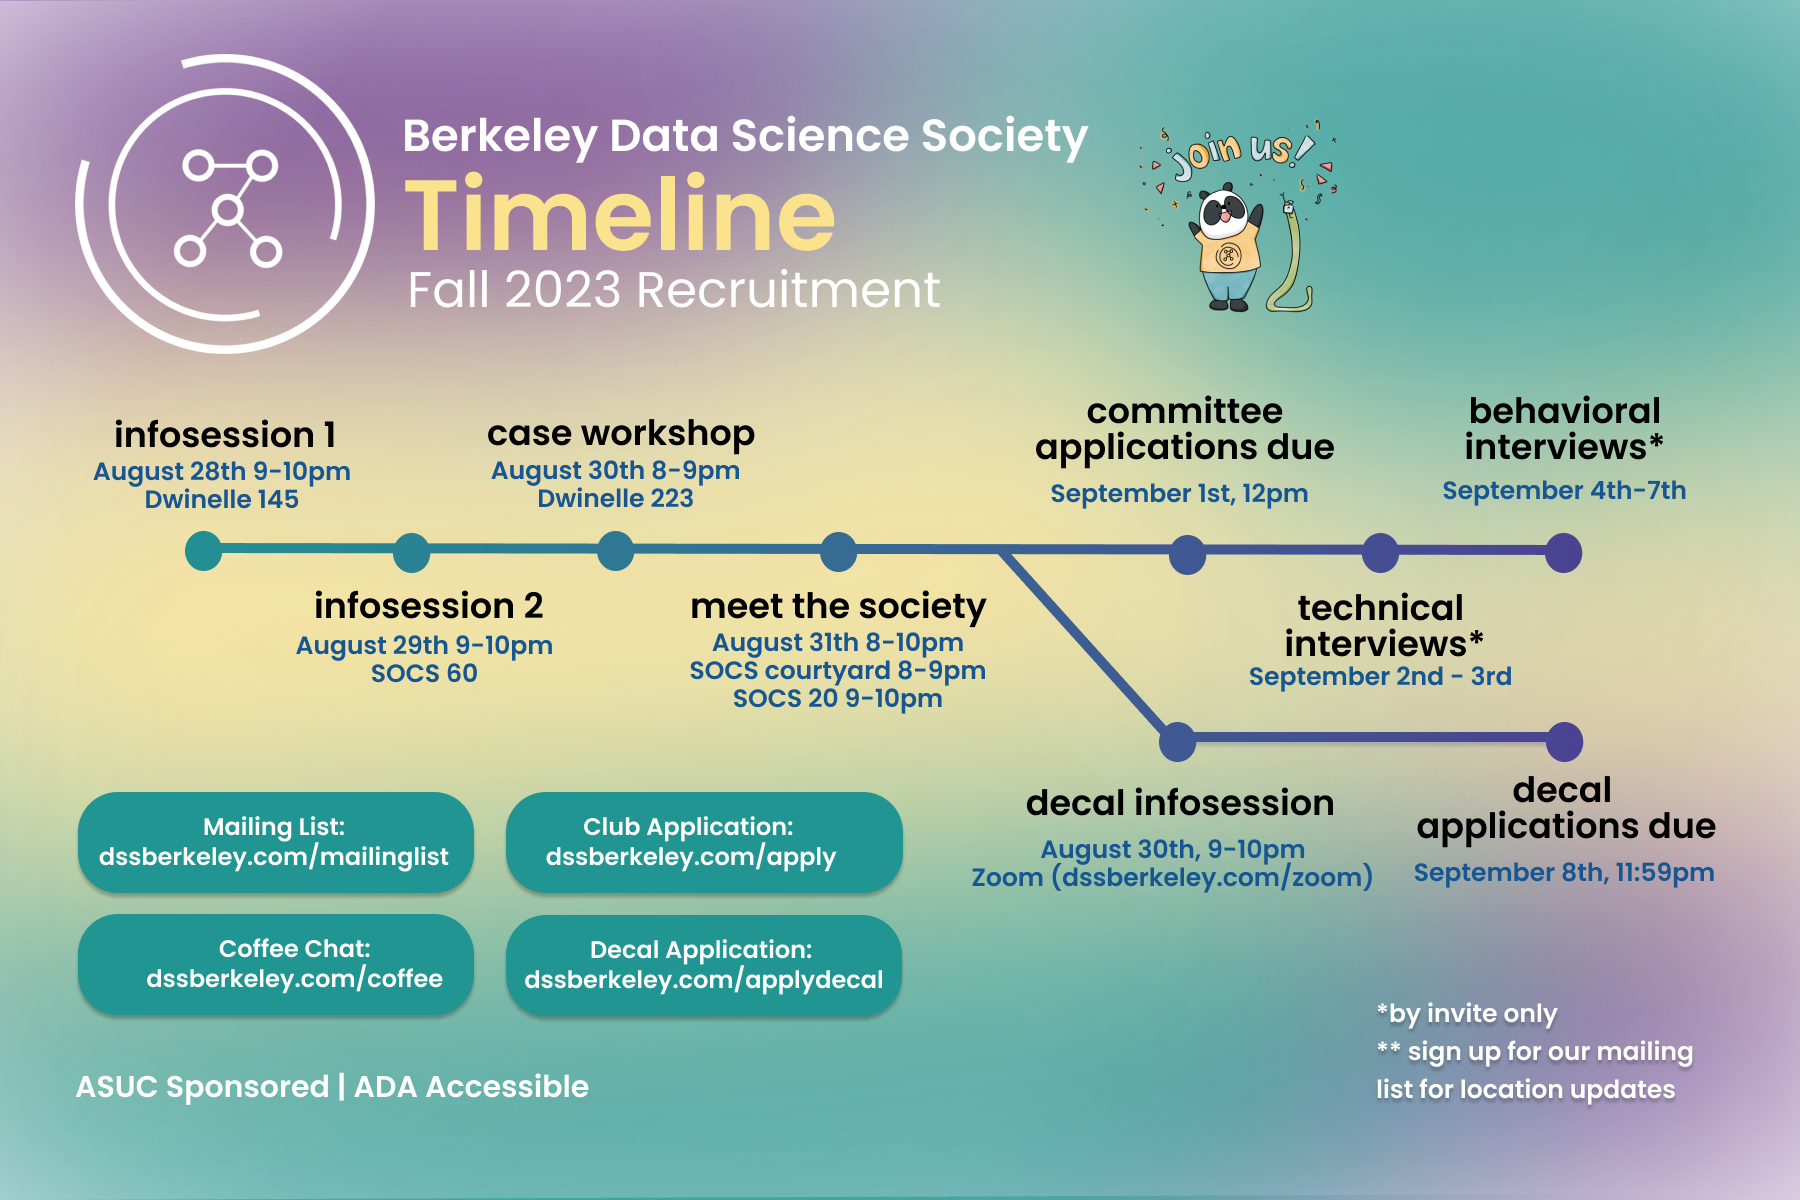 Berkeley Data Science Society
Timeline
Fall 2023 Recruitment
Join us!
infosession 1
August 28th 9-10pm
Dwinelle 145
infosession 2
August 29th 9-10pm
SOCS 60
case workshop
August 30th 8-9pm
Dwinelle 223
meet the society
August 31th 8-10pm
SOCS courtyard 8-9pm
SOCS 20 9-10pm
committee
applications due
September 1st, 12pm
technical
interviews*
September 2nd - 3rd
behavioral
interviews*
September 4th-7th
decal infosession
August 30th, 9-10pm
Zoom (dssberkeley.com/zoom)
decal
applications due
September 8th, 11:59pm
Mailing List:
dssberkeley.com/mailinglist
Club Application:
dssberkeley.com/apply
Coffee Chat:
dssberkeley.com/coffee
Decal Application:
dssberkeley.com/applydecal
*by invite only
** sign up for our mailing
list for location updates
ASUC Sponsored | ADA Accessible